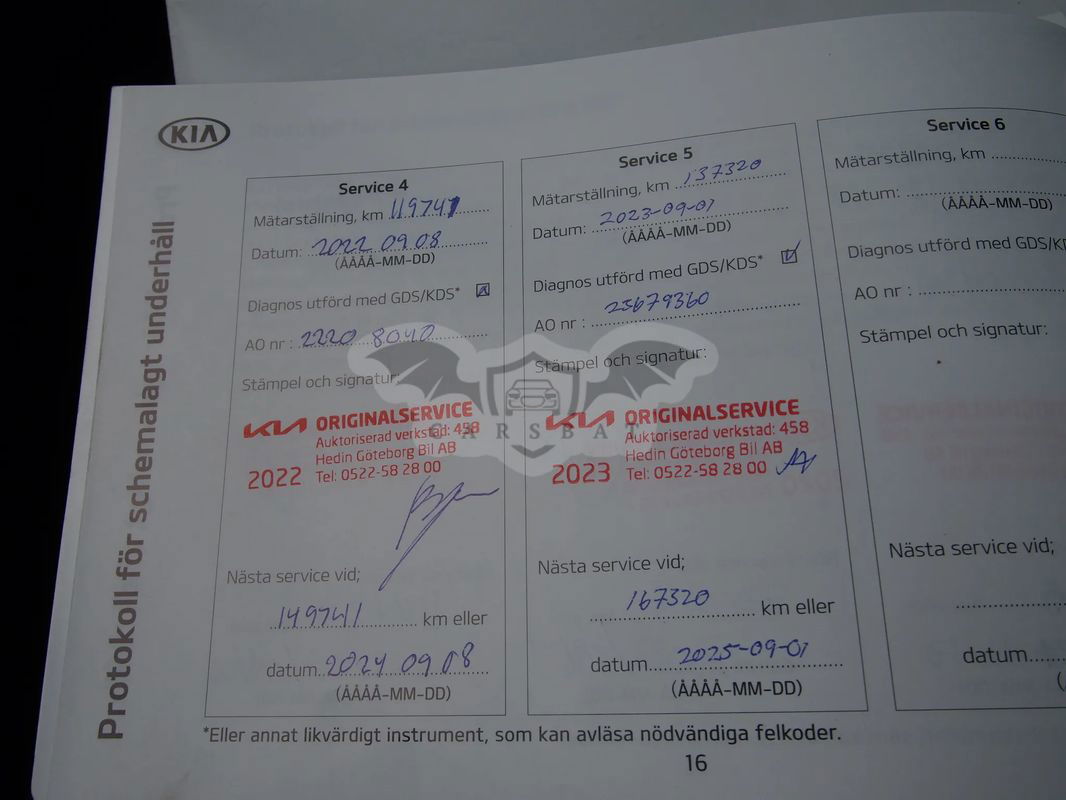 KIA
Protokoll för schemalagt underhåll
Service 4
Mätarställning, km 119741
Datum: 2022 09 08
(ÅÅÅÅ-MM-DD)
Diagnos utförd med GDS/KDS*
AO nr : 2220 8040
Stämpel och signatur:
KIA ORIGINALSERVICE
Auktoriserad verkstad: 458
Hedin Göteborg Bil AB
2022 Tel: 0522-58 28 00
Nästa service vid;
149741 km eller
datum 2024 09 08
(ÅÅÅÅ-MM-DD)
Service 5
Mätarställning, km 137320
Datum: 2023-09-01
(ÅÅÅÅ-MM-DD)
Diagnos utförd med GDS/KDS*
AO nr : 25679360
Stämpel och signatur:
KIA ORIGINALSERVICE
Auktoriserad verkstad: 458
Hedin Göteborg Bil AB
2023 Tel: 0522-58 28 00
Nästa service vid;
167320 km eller
datum 2025-09-01
(ÅÅÅÅ-MM-DD)
Service 6
Mätarställning, km
Datum:
(ÅÅÅÅ-MM-DD)
Diagnos utförd med GDS/
AO nr :
Stämpel och signatur:
Nästa service vid;
datum
*Eller annat likvärdigt instrument, som kan avläsa nödvändiga felkoder.
16
CARSBAT